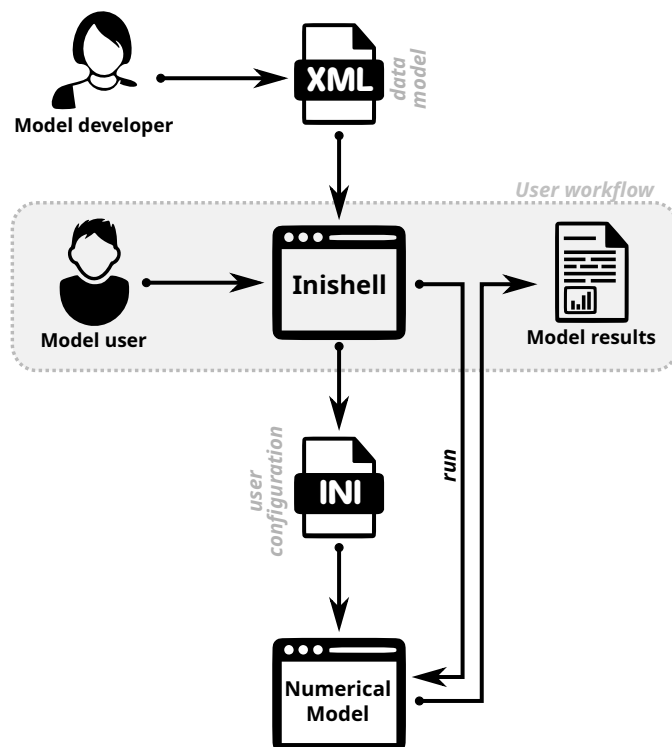 XML
data
model
Model developer
User workflow
Inishell
Model user
Model results
user
configuration
INI
run
Numerical
Model